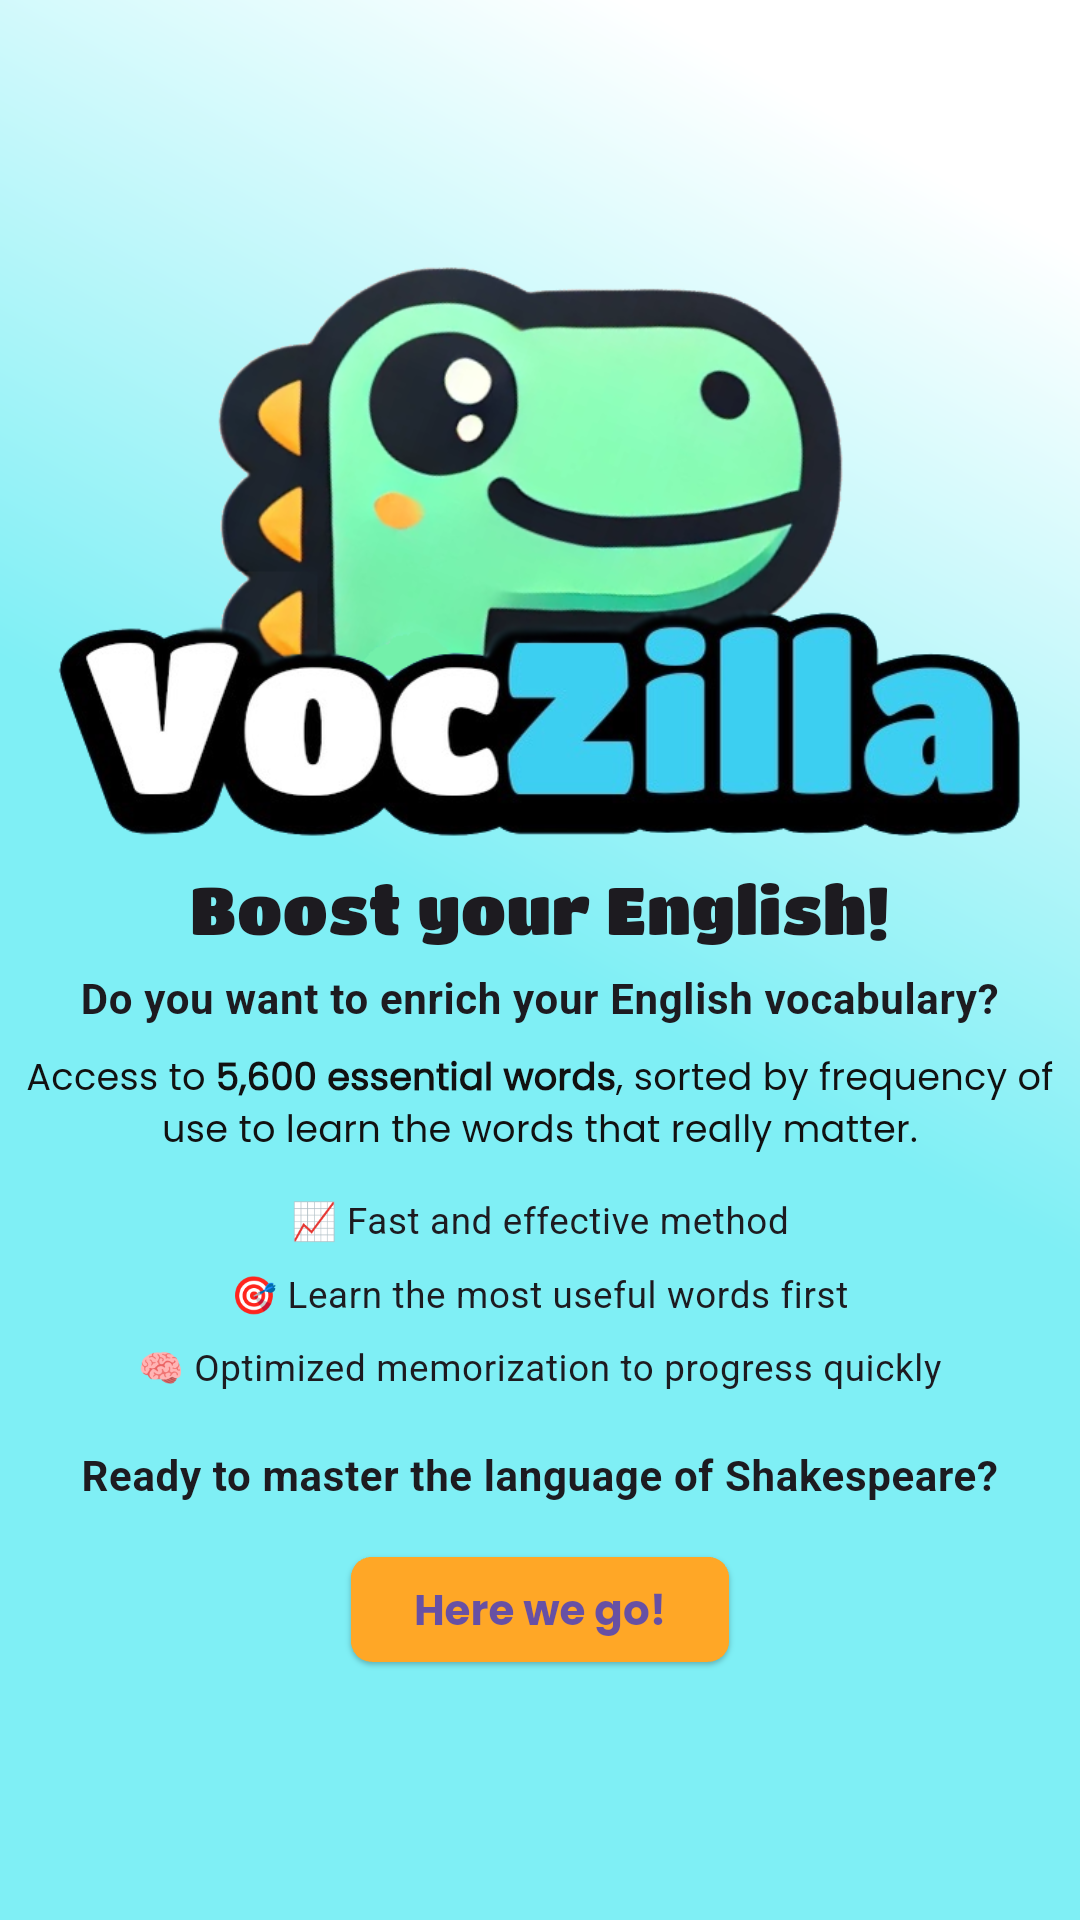 VocZilla
Boost your English!
Do you want to enrich your English vocabulary?
Access to 5,600 essential words, sorted by frequency of
use to learn the words that really matter.
📈 Fast and effective method
🎯 Learn the most useful words first
🧠 Optimized memorization to progress quickly
Ready to master the language of Shakespeare?
Here we go!